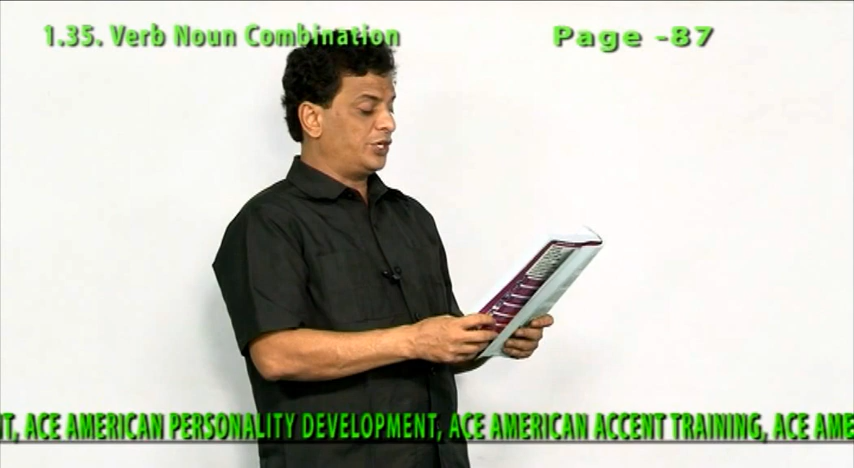 1.35. Verb Noun Combination
Page -87
T, ACE AMERICAN PERSONALITY DEVELOPMENT, ACE AMERICAN ACCENT TRAINING, ACE AME